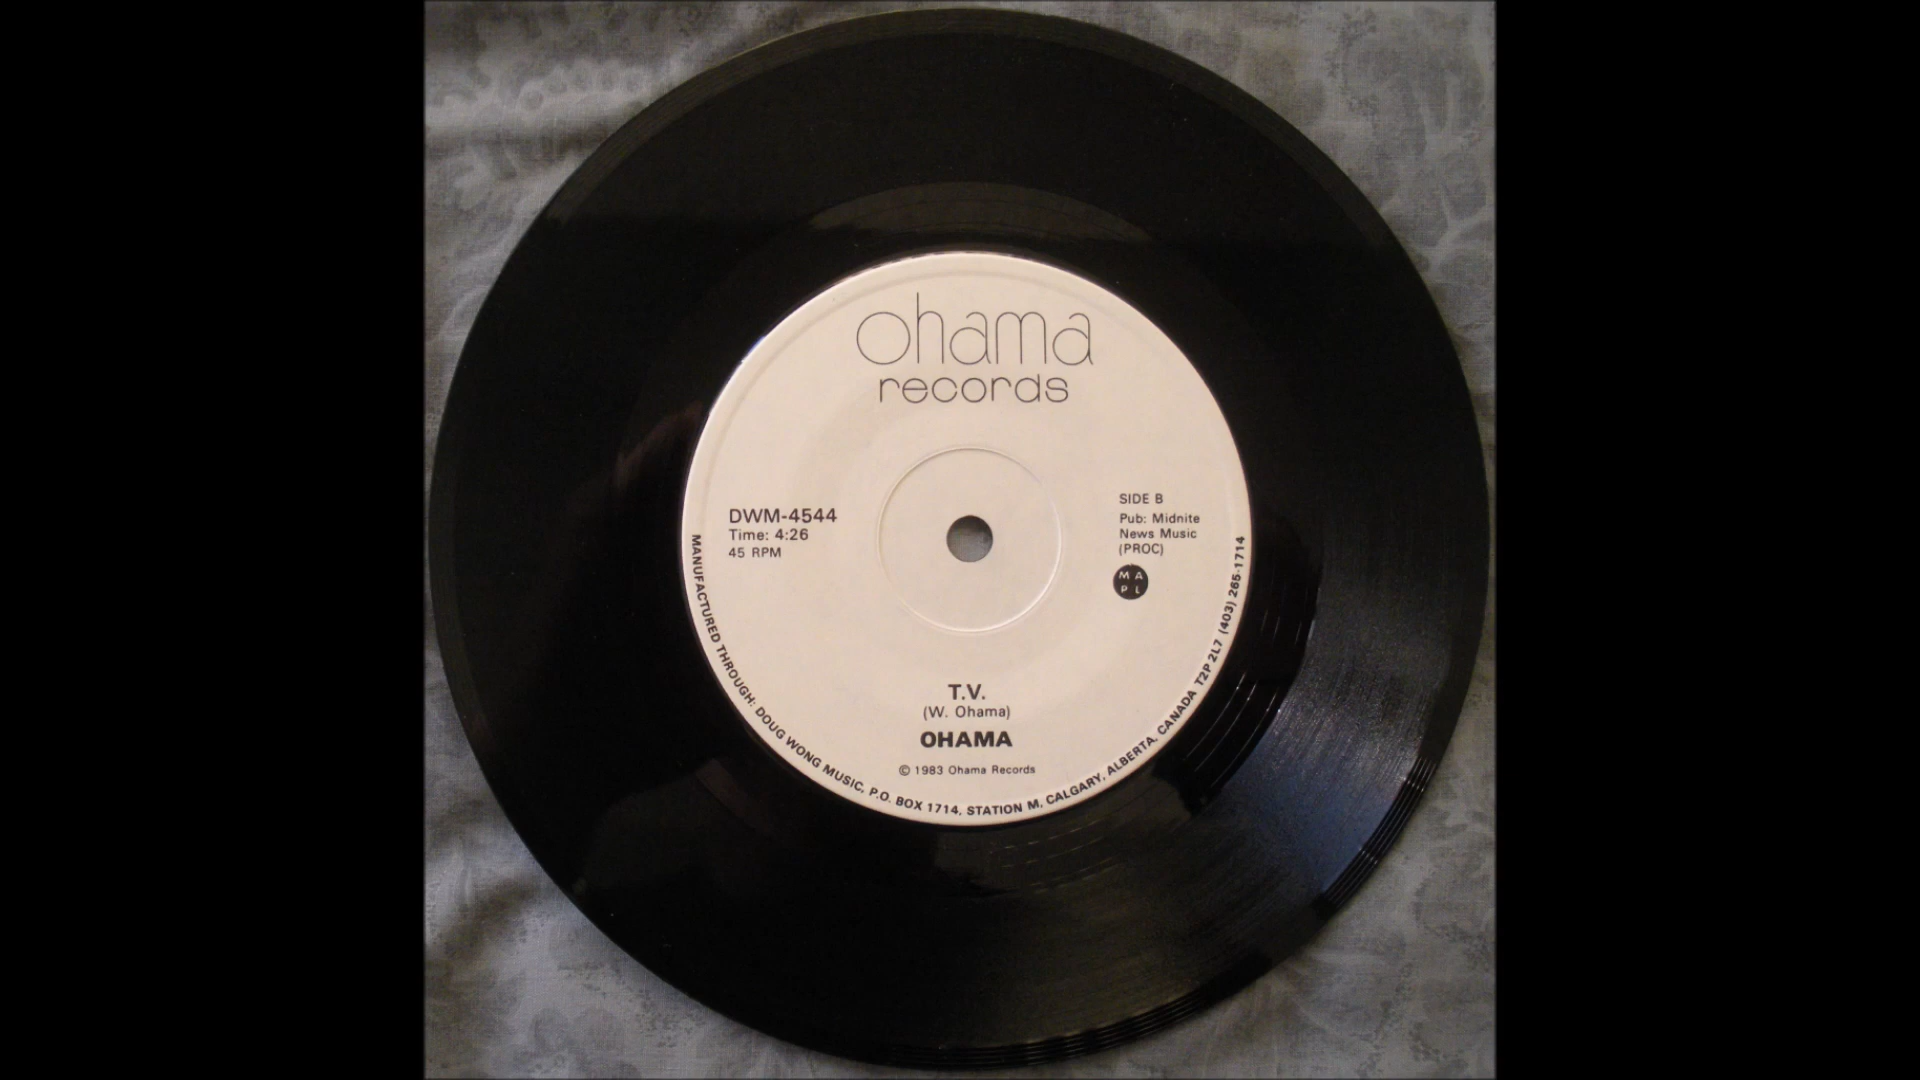 ohama
records
DWM-4544
Time: 4:26
45 RPM
SIDE B
Pub: Midnite
News Music
(PROC)
M A
P L
T.V.
(W. Ohama)
OHAMA
© 1983 Ohama Records
MANUFACTURED THROUGH: DOUG WONG MUSIC, P.O. BOX 1714, STATION M, CALGARY, ALBERTA, CANADA T2P 2L7 (403) 265-1714